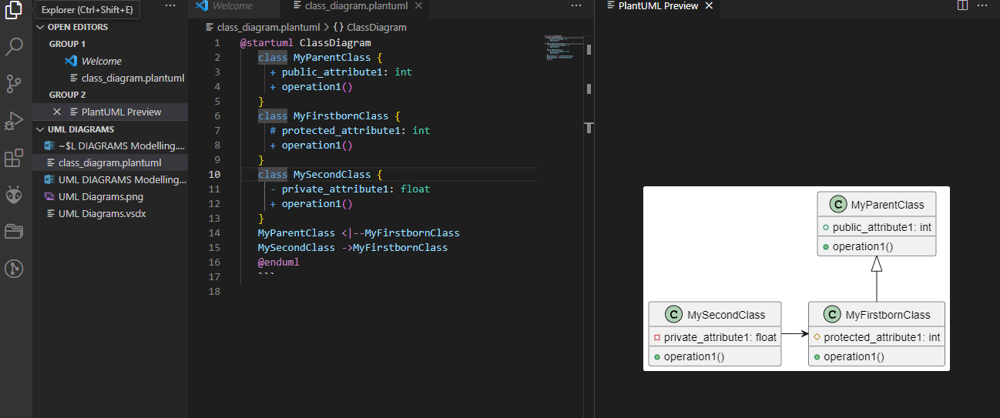 Explorer (Ctrl+Shift+E)
···
OPEN EDITORS
GROUP 1
Welcome
class_diagram.plantuml
GROUP 2
× PlantUML Preview
UML DIAGRAMS
~$L DIAGRAMS Modelling....
class_diagram.plantuml
UML DIAGRAMS Modelling...
UML Diagrams.png
UML Diagrams.vsdx
Welcome
class_diagram.plantuml ×
···
class_diagram.plantuml > {} ClassDiagram
1 @startuml ClassDiagram
2 class MyParentClass {
3 + public_attribute1: int
4 + operation1()
5 }
6 class MyFirstbornClass {
7 # protected_attribute1: int
8 + operation1()
9 }
10 class MySecondClass {
11 - private_attribute1: float
12 + operation1()
13 }
14 MyParentClass <|--MyFirstbornClass
15 MySecondClass ->MyFirstbornClass
16 @enduml
17 ```
18
PlantUML Preview ×
···
C MyParentClass
public_attribute1: int
operation1()
C MySecondClass
private_attribute1: float
operation1()
C MyFirstbornClass
protected_attribute1: int
operation1()